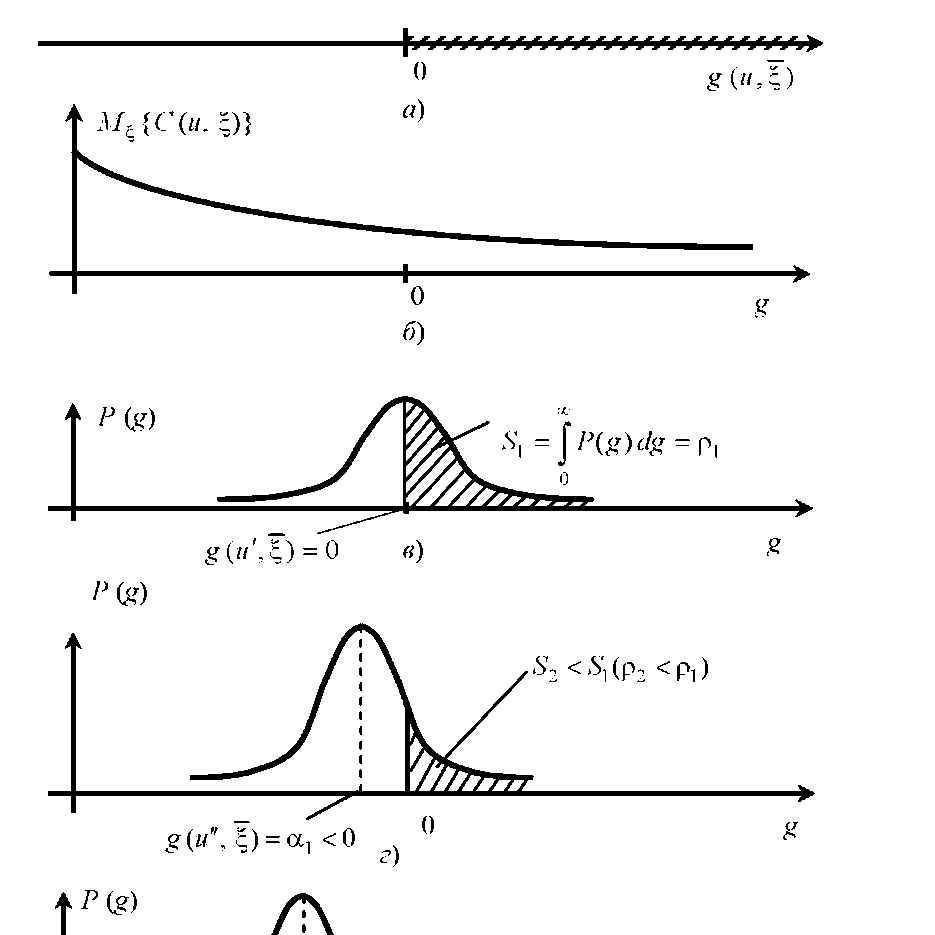 0
g (u, ξ̅)
а)
M_ξ {C (u, ξ)}
0
g
б)
P (g)
S₁ = ∫₀^∞ P(g) dg = ρ₁
g (u′, ξ̅) = 0
в)
g
P (g)
S₂ < S₁(ρ₂ < ρ₁)
g (u″, ξ̅) = α₁ < 0
0
g
г)
P (g)